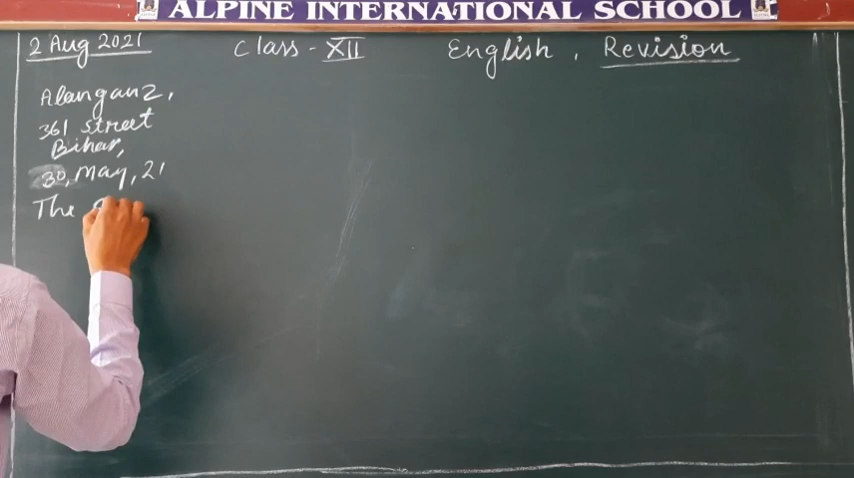 ALPINE INTERNATIONAL SCHOOL
2 Aug 2021 Class - XII English, Revision
Alanganz,
361 street
Bihar,
30, May, 21
The